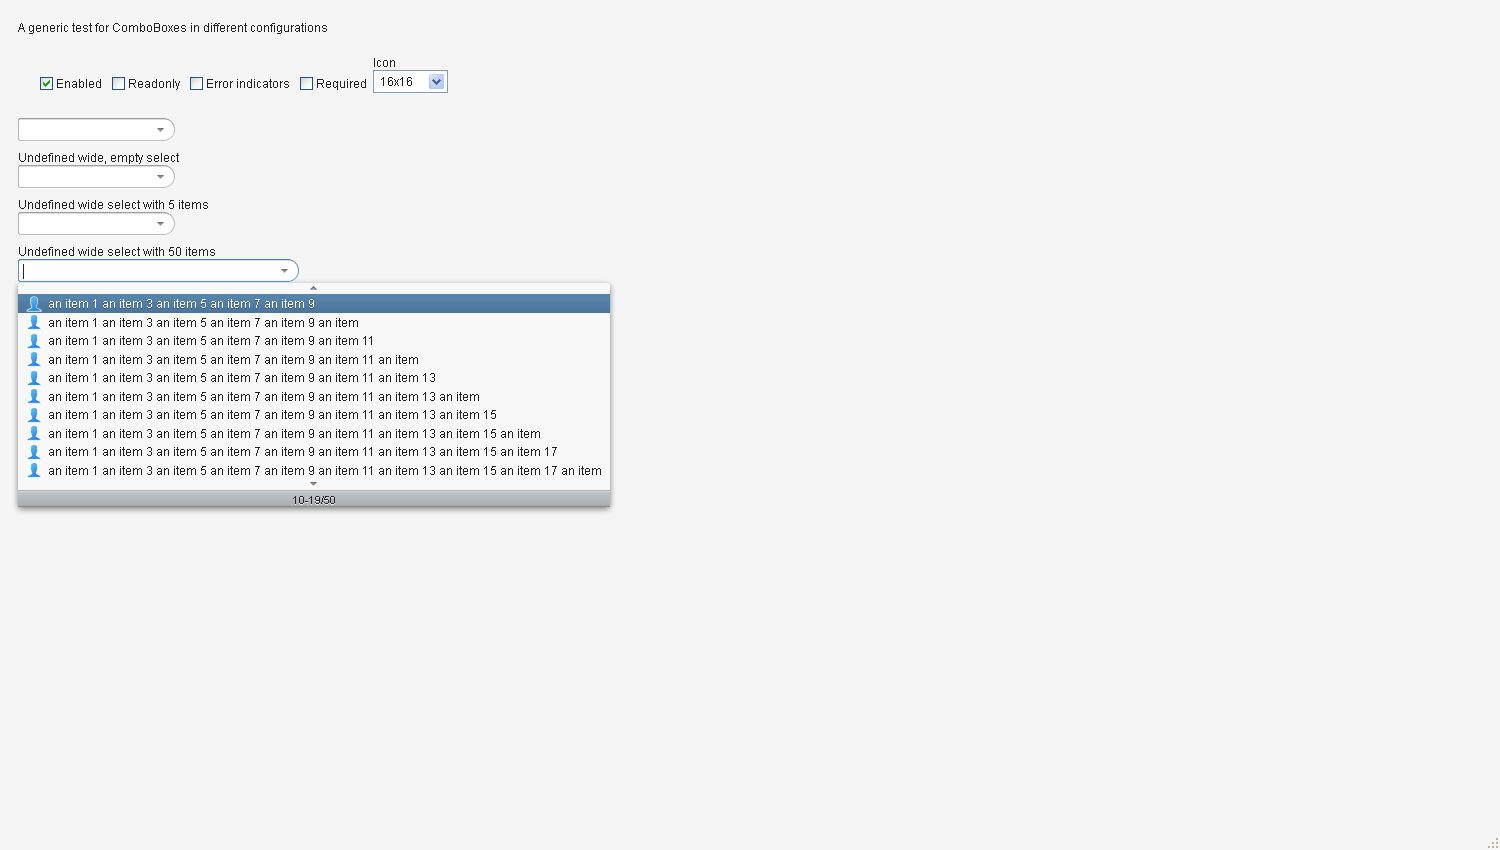 A generic test for ComboBoxes in different configurations
Icon
Enabled Readonly Error indicators Required 16x16
Undefined wide, empty select
Undefined wide select with 5 items
Undefined wide select with 50 items
an item 1 an item 3 an item 5 an item 7 an item 9
an item 1 an item 3 an item 5 an item 7 an item 9 an item
an item 1 an item 3 an item 5 an item 7 an item 9 an item 11
an item 1 an item 3 an item 5 an item 7 an item 9 an item 11 an item
an item 1 an item 3 an item 5 an item 7 an item 9 an item 11 an item 13
an item 1 an item 3 an item 5 an item 7 an item 9 an item 11 an item 13 an item
an item 1 an item 3 an item 5 an item 7 an item 9 an item 11 an item 13 an item 15
an item 1 an item 3 an item 5 an item 7 an item 9 an item 11 an item 13 an item 15 an item
an item 1 an item 3 an item 5 an item 7 an item 9 an item 11 an item 13 an item 15 an item 17
an item 1 an item 3 an item 5 an item 7 an item 9 an item 11 an item 13 an item 15 an item 17 an item
10-19/50